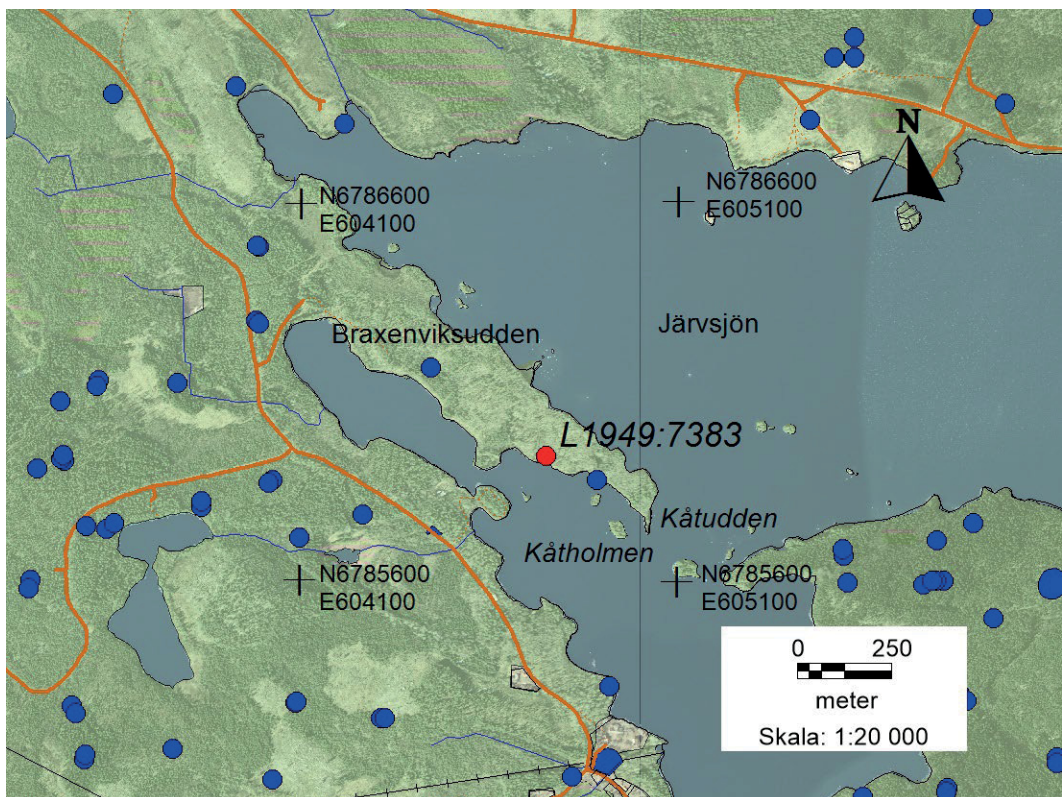 N
N6786600
E604100
N6786600
E605100
Braxenviksudden
Järvsjön
L1949:7383
Kåtudden
Kåtholmen
N6785600
E604100
N6785600
E605100
0 250
meter
Skala: 1:20 000